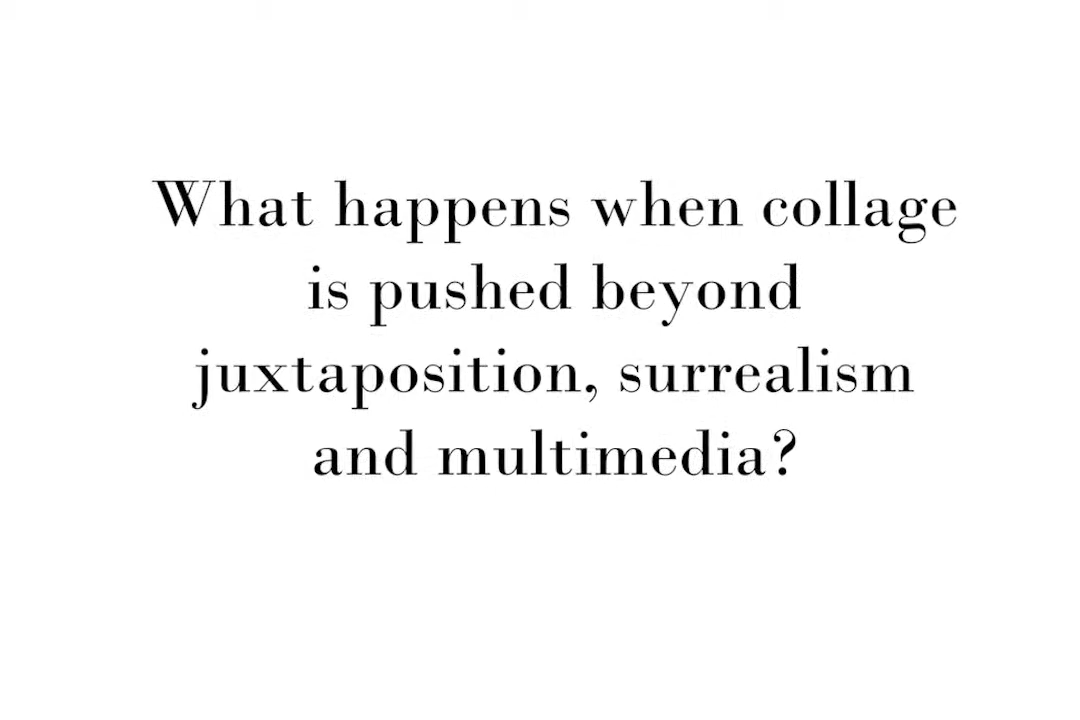 What happens when collage
is pushed beyond
juxtaposition, surrealism
and multimedia?